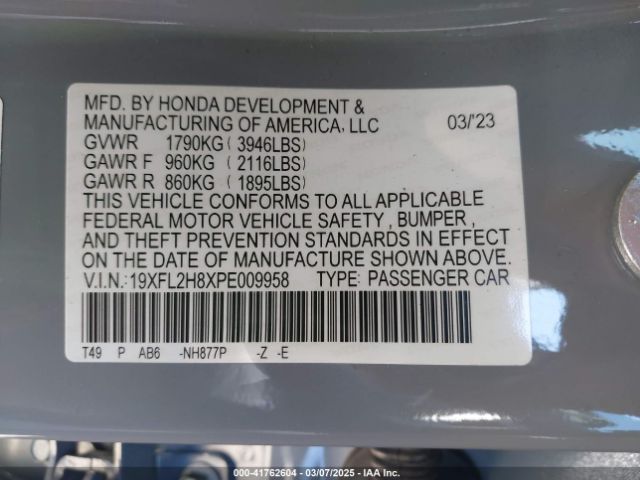 MFD. BY HONDA DEVELOPMENT &
MANUFACTURING OF AMERICA, LLC 03/'23
GVWR 1790KG ( 3946LBS)
GAWR F 960KG ( 2116LBS)
GAWR R 860KG ( 1895LBS)
THIS VEHICLE CONFORMS TO ALL APPLICABLE
FEDERAL MOTOR VEHICLE SAFETY , BUMPER ,
AND THEFT PREVENTION STANDARDS IN EFFECT
ON THE DATE OF MANUFACTURE SHOWN ABOVE.
V.I.N.:19XFL2H8XPE009958 TYPE: PASSENGER CAR
T49 P AB6 -NH877P -Z -E
000-41762604 | 03/07/2025 | IAA Inc.